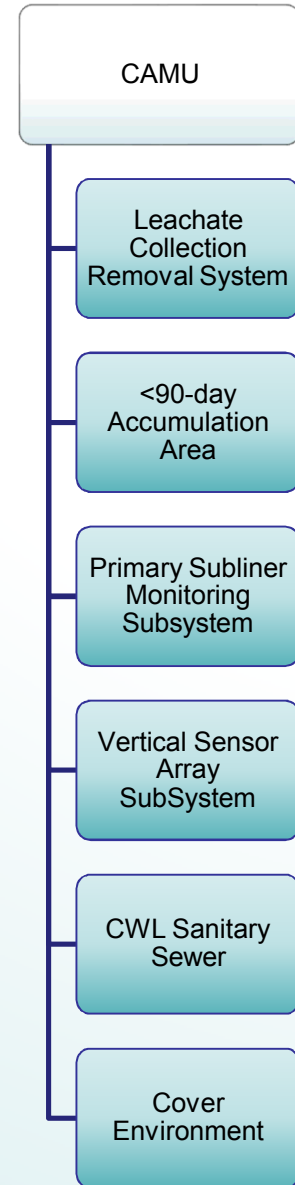 CAMU
Leachate
Collection
Removal System
<90-day
Accumulation
Area
Primary Subliner
Monitoring
Subsystem
Vertical Sensor
Array
SubSystem
CWL Sanitary
Sewer
Cover
Environment